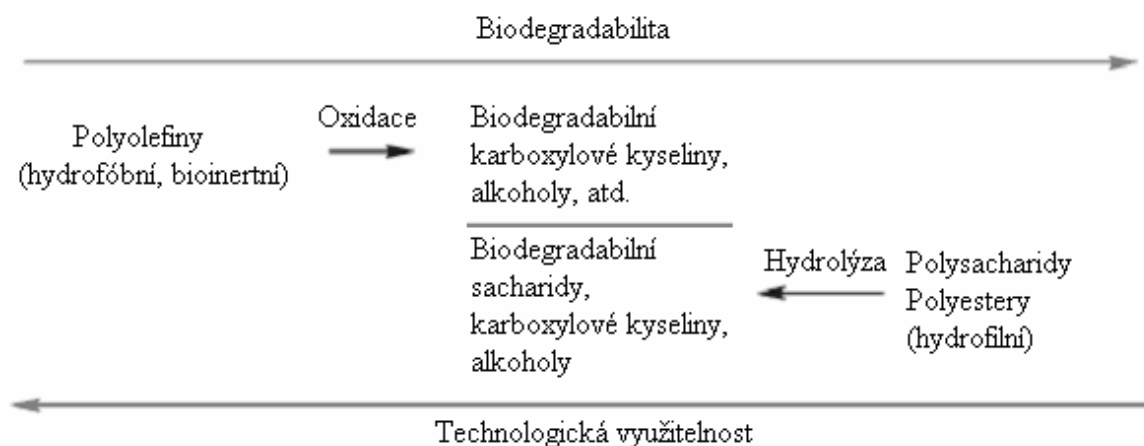 Biodegradabilita
Polyolefiny
(hydrofóbní, bioinertní)
Oxidace
Biodegradabilní
karboxylové kyseliny,
alkoholy, atd.
Biodegradabilní
sacharidy,
karboxylové kyseliny,
alkoholy
Hydrolýza
Polysacharidy
Polyestery
(hydrofilní)
Technologická využitelnost